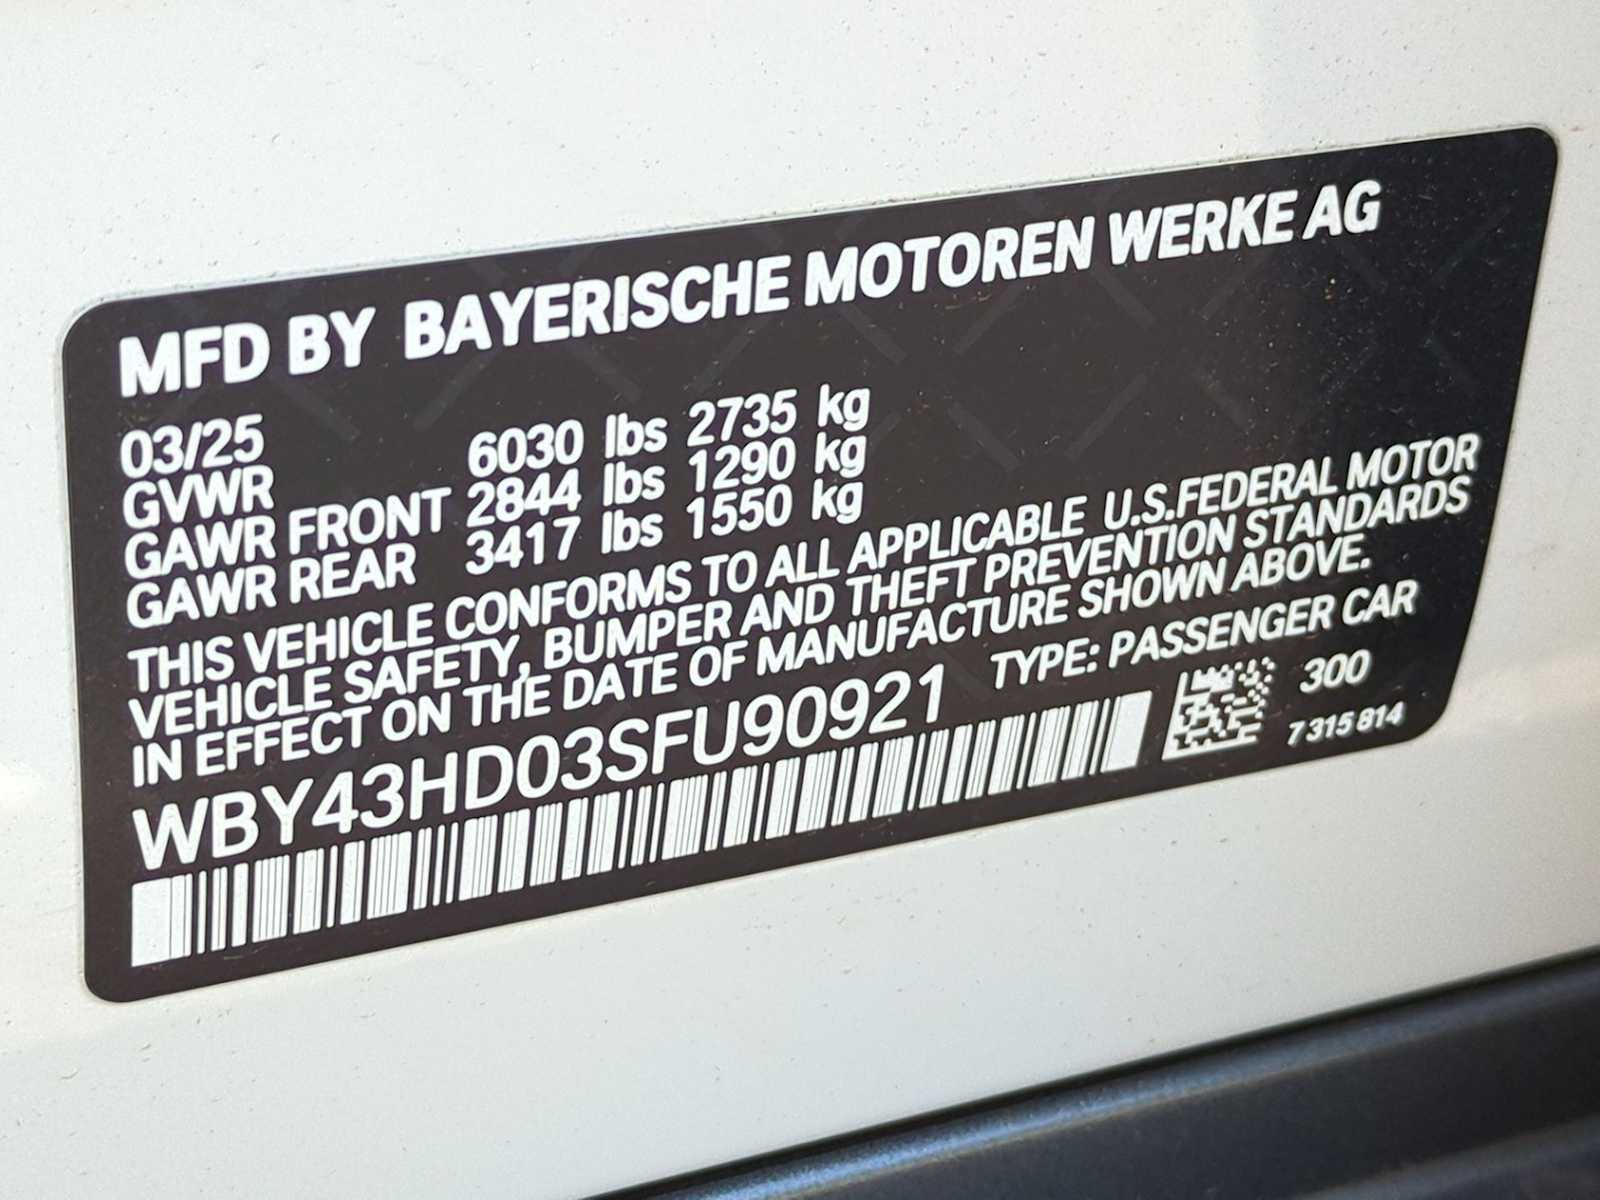 MFD BY BAYERISCHE MOTOREN WERKE AG
03/25
GVWR 6030 lbs 2735 kg
GAWR FRONT 2844 lbs 1290 kg
GAWR REAR 3417 lbs 1550 kg
THIS VEHICLE CONFORMS TO ALL APPLICABLE U.S.FEDERAL MOTOR
VEHICLE SAFETY, BUMPER AND THEFT PREVENTION STANDARDS
IN EFFECT ON THE DATE OF MANUFACTURE SHOWN ABOVE.
WBY43HD03SFU90921 TYPE: PASSENGER CAR
300
7 315 814